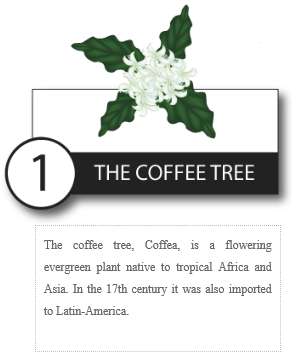 1
THE COFFEE TREE
The coffee tree, Coffea, is a flowering
evergreen plant native to tropical Africa and
Asia. In the 17th century it was also imported
to Latin-America.